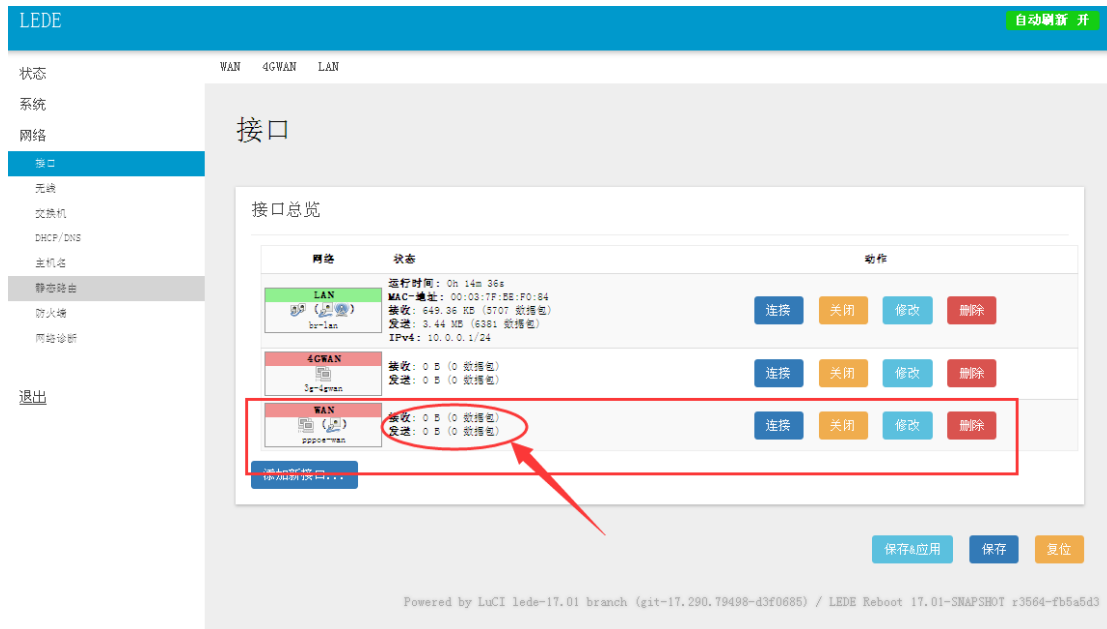 LEDE
自动刷新 开
状态
系统
网络
接口
无线
交换机
DHCP/DNS
主机名
静态路由
防火墙
网络诊断
退出
WAN 4GWAN LAN
接口
接口总览
网络 状态 动作
LAN
br-lan
运行时间: 0h 14m 36s
MAC-地址: 00:03:7F:BE:F0:84
接收: 649.36 KB (5707 数据包)
发送: 3.44 MB (6381 数据包)
IPv4: 10.0.0.1/24
连接 关闭 修改 删除
4GWAN
3g-4gwan
接收: 0 B (0 数据包)
发送: 0 B (0 数据包)
连接 关闭 修改 删除
WAN
pppoe-wan
接收: 0 B (0 数据包)
发送: 0 B (0 数据包)
连接 关闭 修改 删除
添加新接口...
保存&应用 保存 复位
Powered by LuCI lede-17.01 branch (git-17.290.79498-d3f0685) / LEDE Reboot 17.01-SNAPSHOT r3564-fb5a5d3